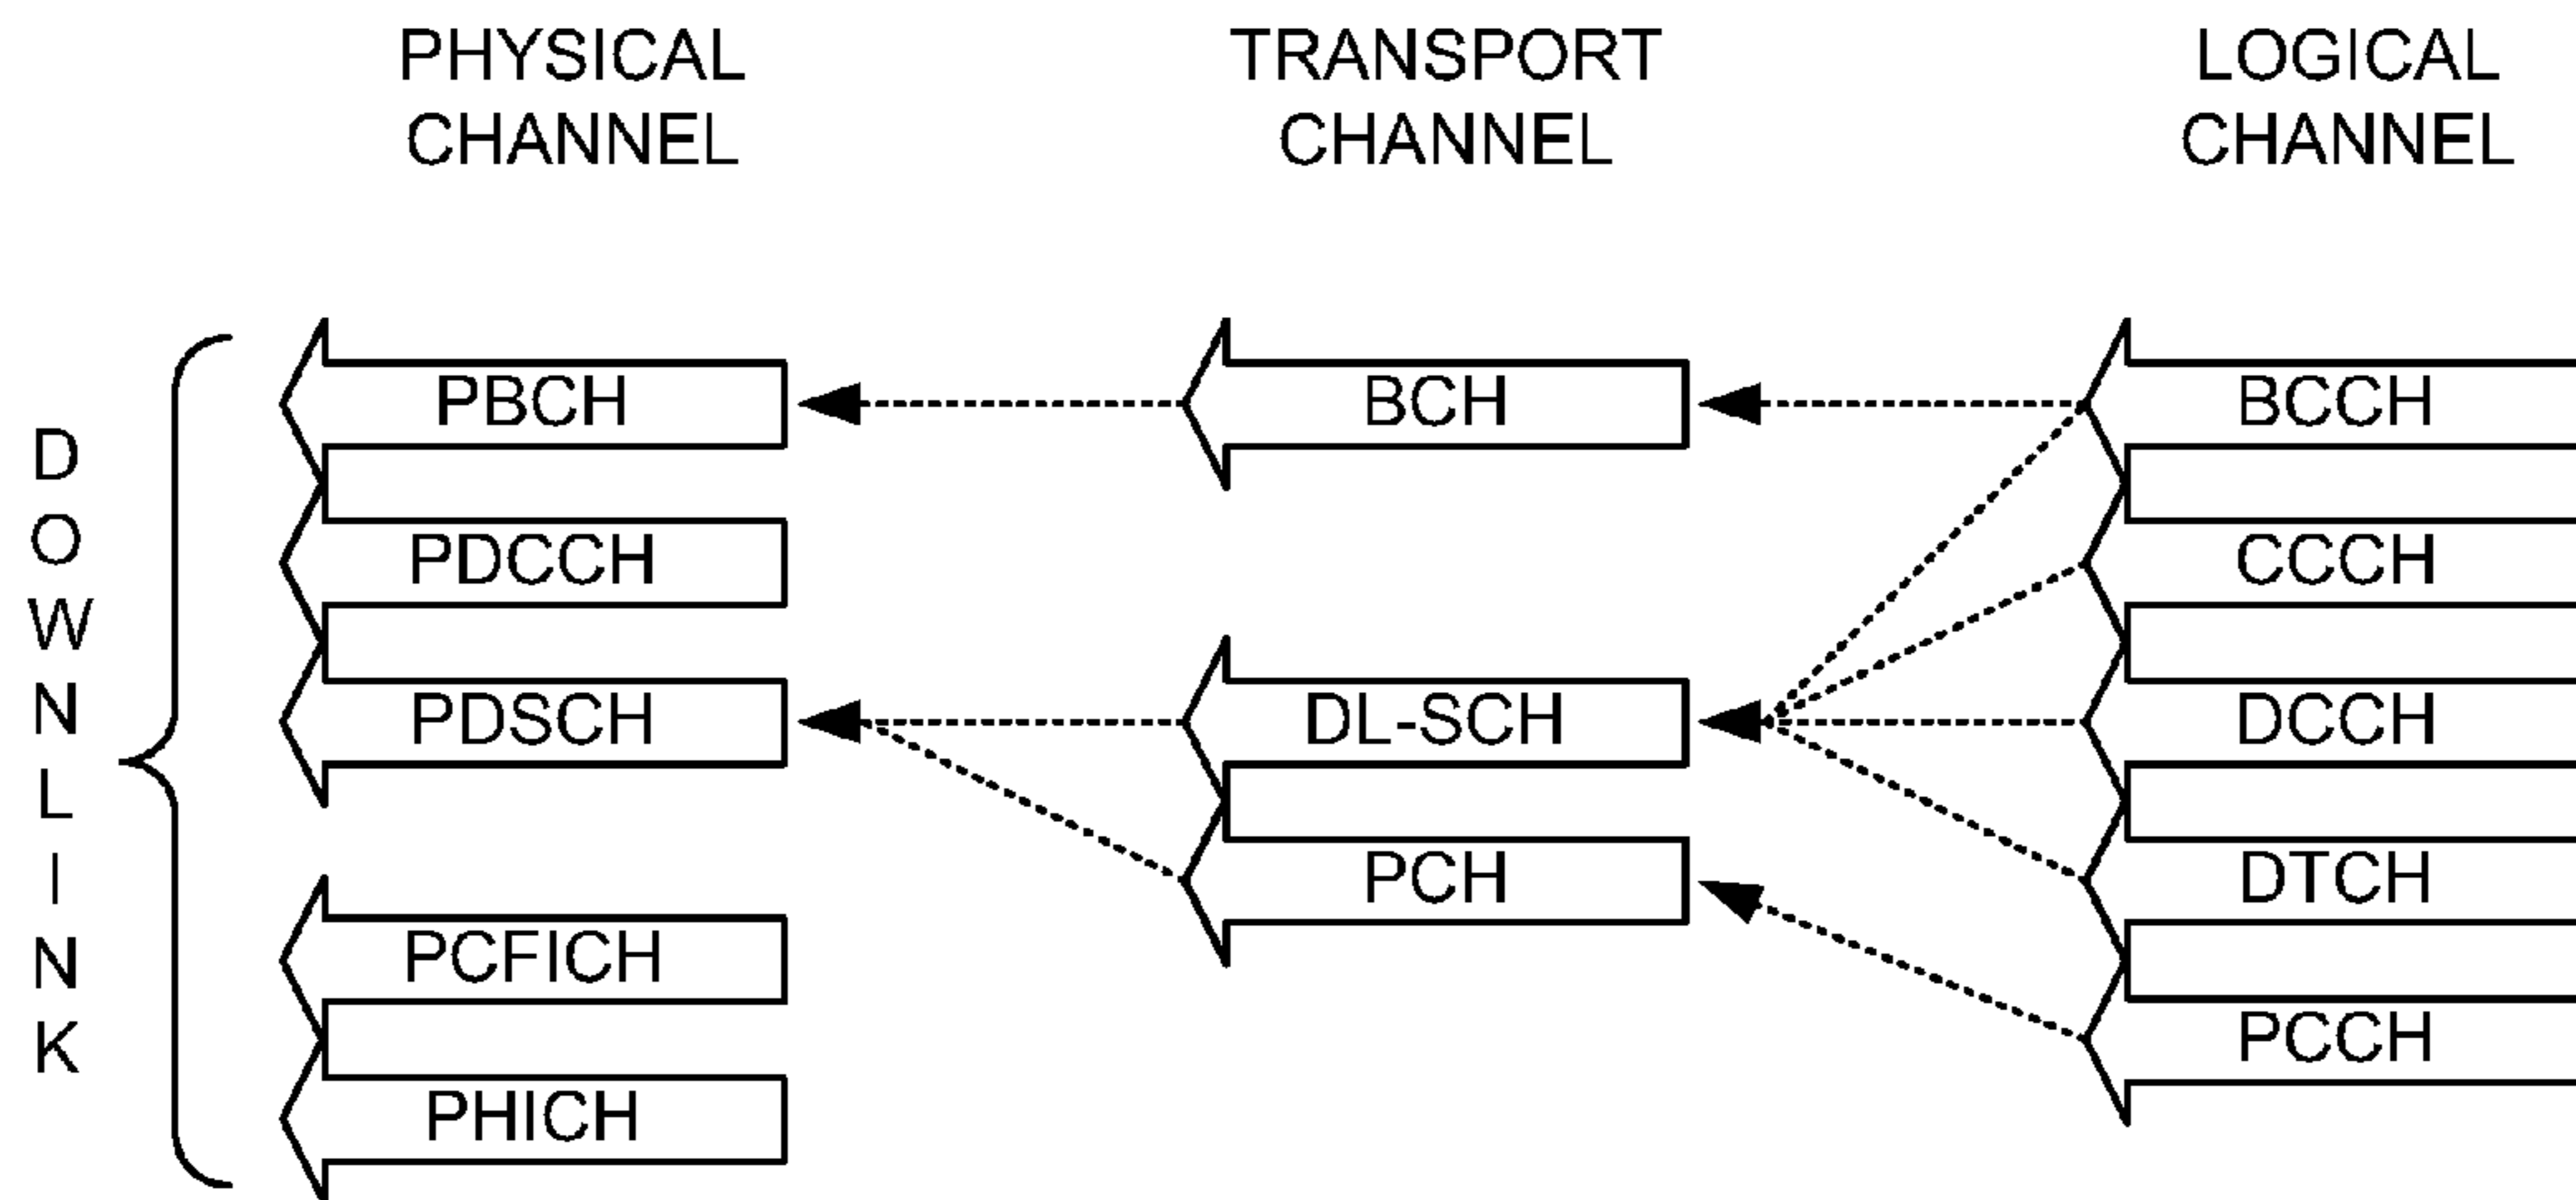 PHYSICAL
CHANNEL
TRANSPORT
CHANNEL
LOGICAL
CHANNEL
DOWNLINK
PBCH
BCH
BCCH
PDCCH
CCCH
PDSCH
DL-SCH
DCCH
PCH
DTCH
PCFICH
PCCH
PHICH